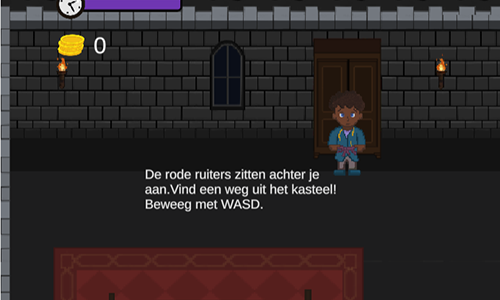 0
De rode ruiters zitten achter je
aan.Vind een weg uit het kasteel!
Beweeg met WASD.